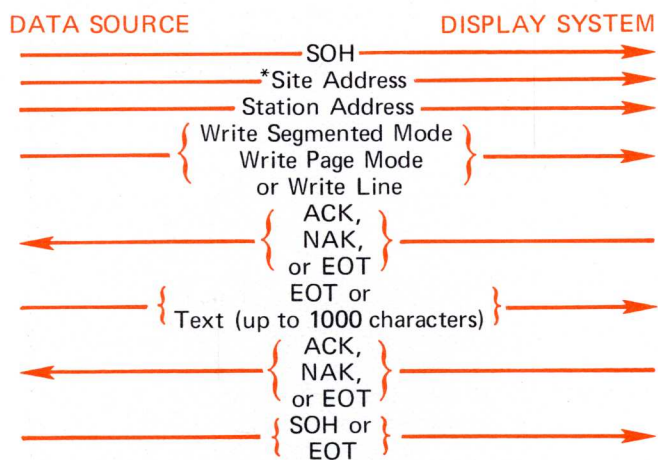 DATA SOURCE DISPLAY SYSTEM
SOH
*Site Address
Station Address
Write Segmented Mode
Write Page Mode
or Write Line
ACK,
NAK,
or EOT
EOT or
Text (up to 1000 characters)
ACK,
NAK,
or EOT
SOH or
EOT